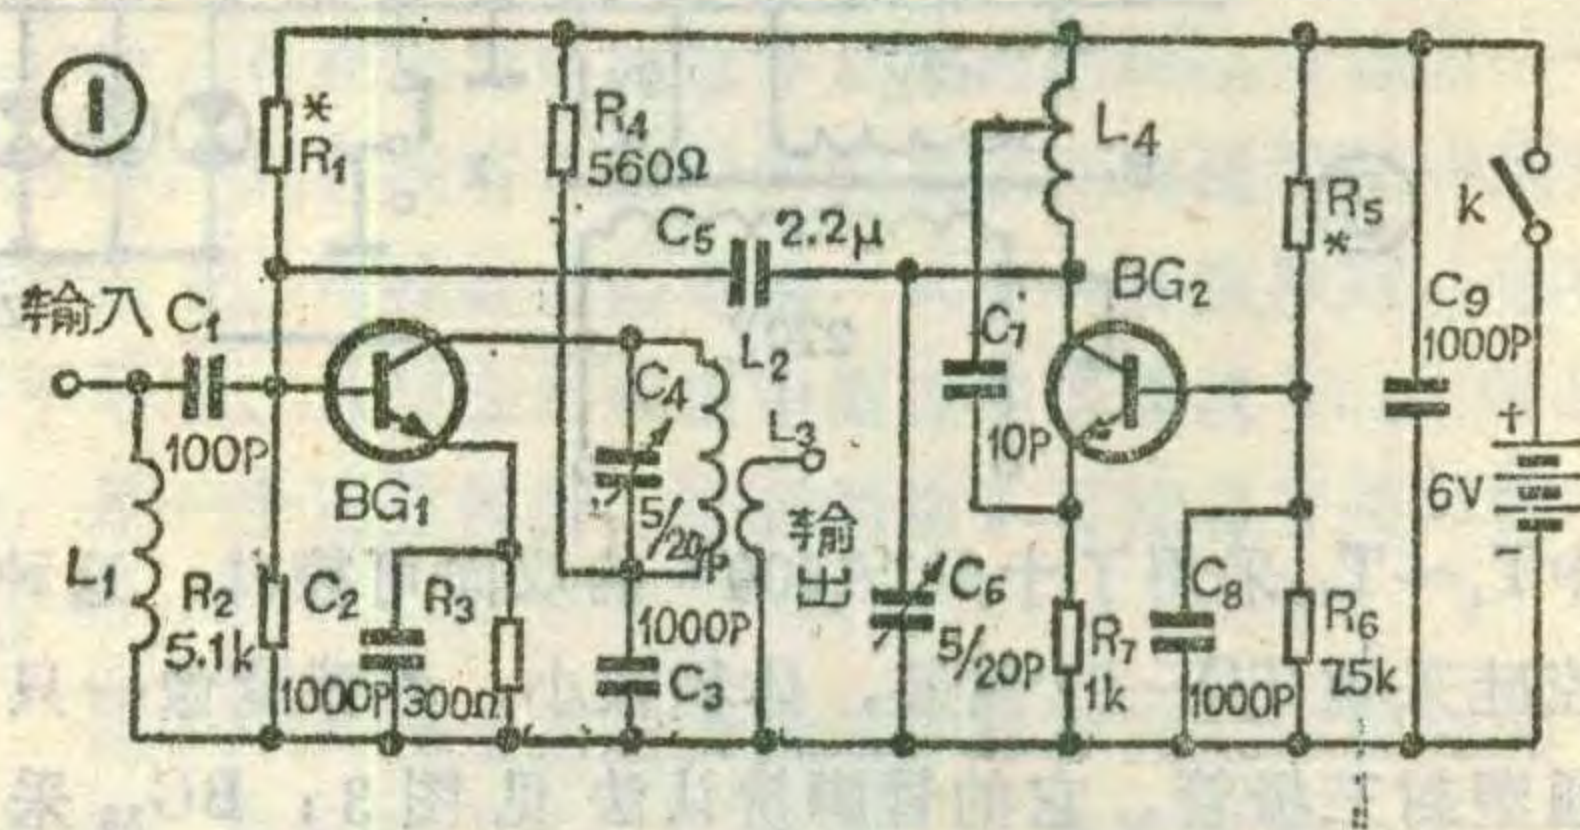 ①
*
R₁
R₄
560Ω
C₅ 2.2μ
L₄
R₅
*
k
输入 C₁
100P
BG₁
L₁
R₂
5.1k
C₂
1000P
R₃
300Ω
C₄
5/20P
L₂
L₃
输出
1000P
C₃
C₇
10P
BG₂
C₆
5/20P
R₇
1k
C₈
1000P
R₆
7.5k
C₉
1000P
+
6V
-